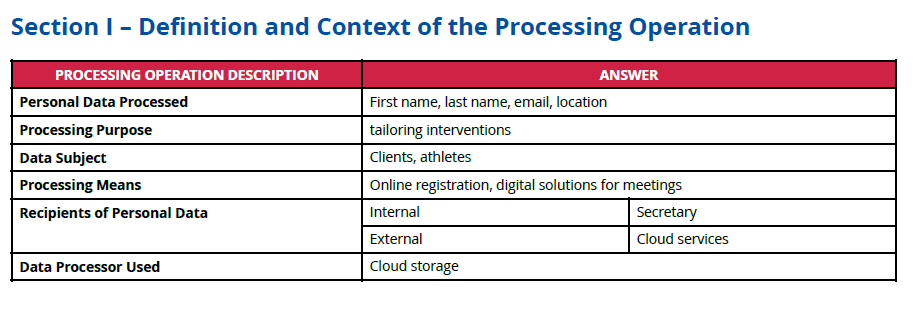 Section I – Definition and Context of the Processing Operation
PROCESSING OPERATION DESCRIPTION ANSWER
Personal Data Processed First name, last name, email, location
Processing Purpose tailoring interventions
Data Subject Clients, athletes
Processing Means Online registration, digital solutions for meetings
Recipients of Personal Data Internal Secretary
External Cloud services
Data Processor Used Cloud storage